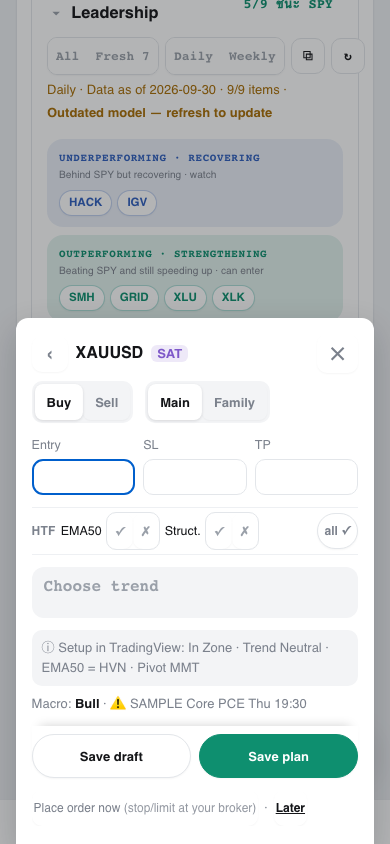 Leadership
5/9 ชนะ SPY
All Fresh 7 Daily Weekly
Daily · Data as of 2026-09-30 · 9/9 items ·
Outdated model — refresh to update
UNDERPERFORMING · RECOVERING
Behind SPY but recovering · watch
HACK IGV
OUTPERFORMING · STRENGTHENING
Beating SPY and still speeding up · can enter
SMH GRID XLU XLK
XAUUSD SAT
Buy Sell Main Family
Entry SL TP
HTF EMA50 ✓ ✗ Struct. ✓ ✗ all ✓
Choose trend
ⓘ Setup in TradingView: In Zone · Trend Neutral ·
EMA50 = HVN · Pivot MMT
Macro: Bull · ⚠️ SAMPLE Core PCE Thu 19:30
Save draft Save plan
Place order now (stop/limit at your broker) · Later